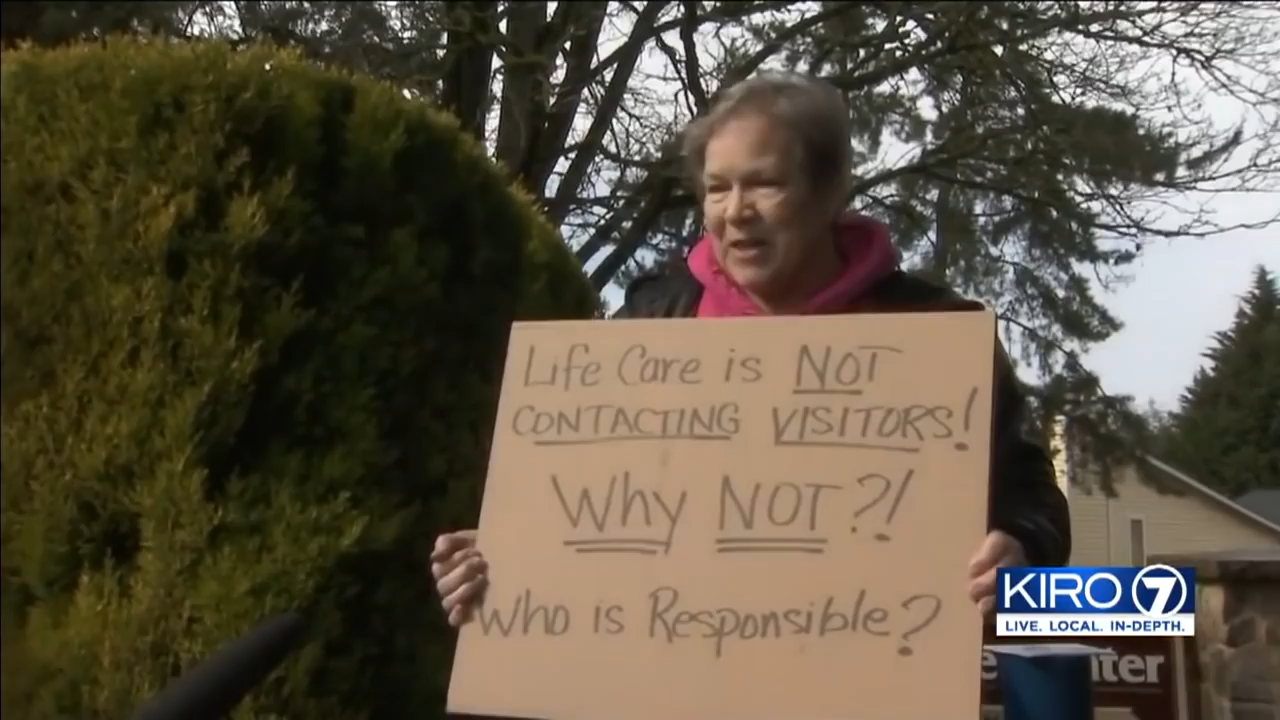 Life Care is NOT
CONTACTING VISITORS!
Why NOT?!
Who is Responsible?
KIRO 7
LIVE. LOCAL. IN-DEPTH.